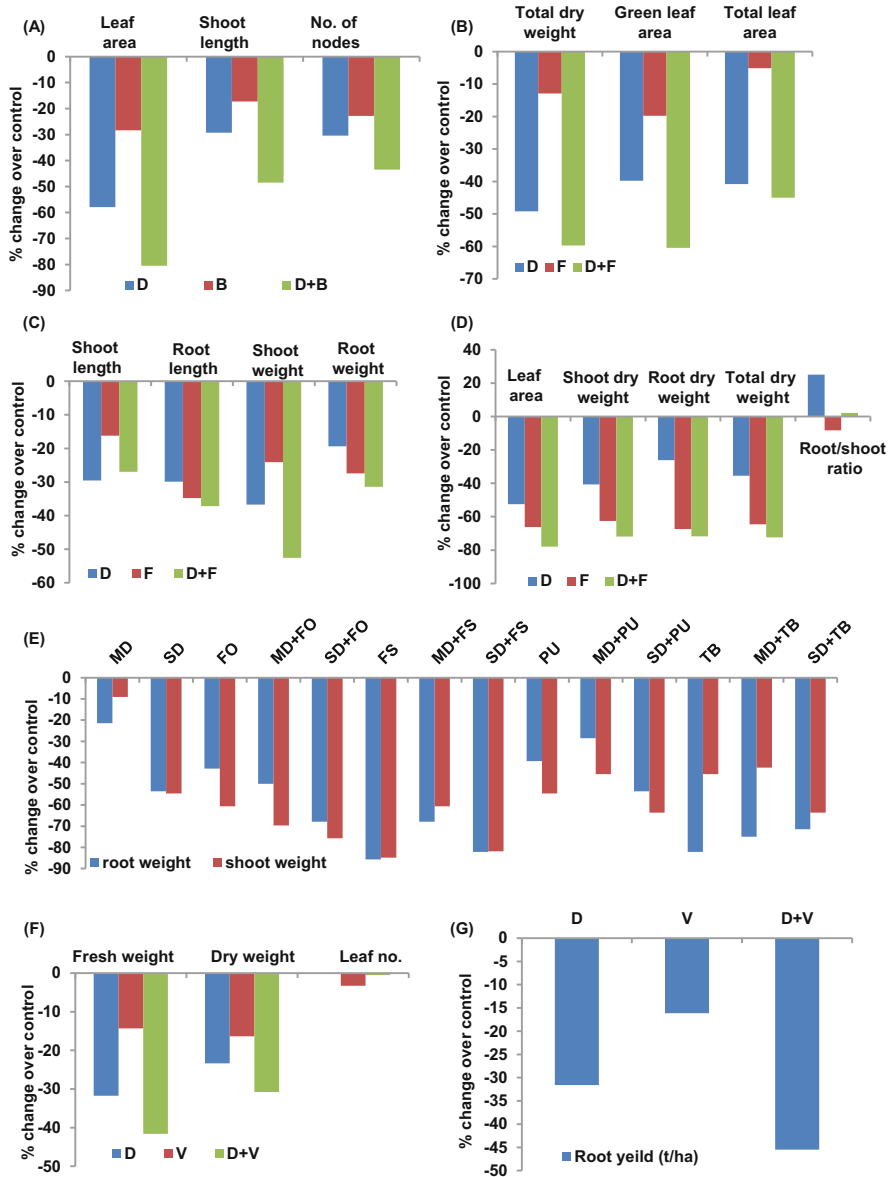 (A)
Leaf area
Shoot length
No. of nodes
% change over control
0
-10
-20
-30
-40
-50
-60
-70
-80
-90
D
B
D+B
(B)
Total dry weight
Green leaf area
Total leaf area
% change over control
0
-10
-20
-30
-40
-50
-60
-70
D
F
D+F
(C)
Shoot length
Root length
Shoot weight
Root weight
% change over control
0
-10
-20
-30
-40
-50
-60
D
F
D+F
(D)
Leaf area
Shoot dry weight
Root dry weight
Total dry weight
Root/shoot ratio
% change over control
40
20
0
-20
-40
-60
-80
-100
D
F
D+F
(E)
MD
SD
FO
MD+FO
SD+FO
FS
MD+FS
SD+FS
PU
MD+PU
SD+PU
TB
MD+TB
SD+TB
% change over control
0
-10
-20
-30
-40
-50
-60
-70
-80
-90
root weight
shoot weight
(F)
Fresh weight
Dry weight
Leaf no.
% change over control
0
-10
-20
-30
-40
-50
D
V
D+V
(G)
D
V
D+V
% change over control
0
-5
-10
-15
-20
-25
-30
-35
-40
-45
-50
Root yeild (t/ha)